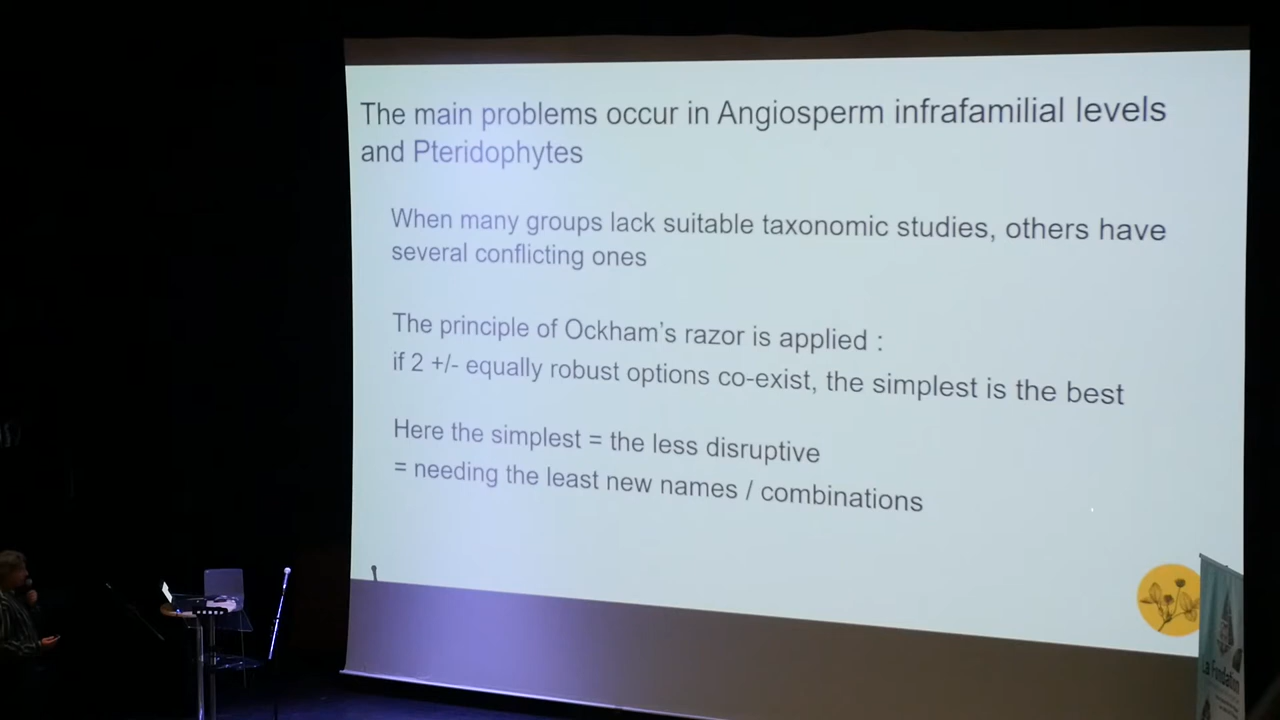 The main problems occur in Angiosperm infrafamilial levels
and Pteridophytes
When many groups lack suitable taxonomic studies, others have
several conflicting ones
The principle of Ockham's razor is applied :
if 2 +/- equally robust options co-exist, the simplest is the best
Here the simplest = the less disruptive
= needing the least new names / combinations
La Fondation